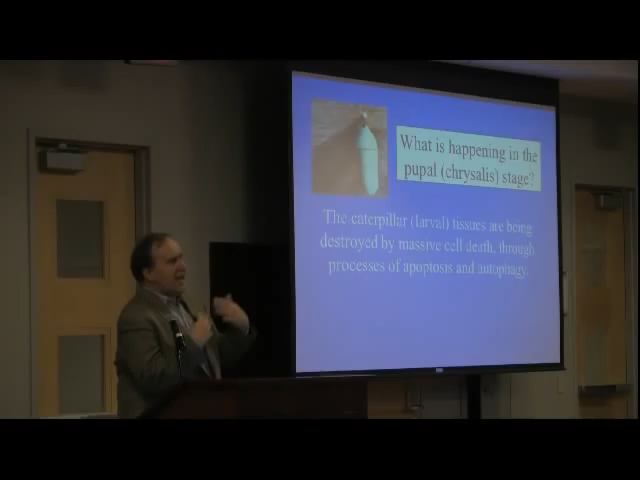 What is happening in the
pupal (chrysalis) stage?
The caterpillar (larval) tissues are being
destroyed by massive cell death, through
processes of apoptosis and autophagy.